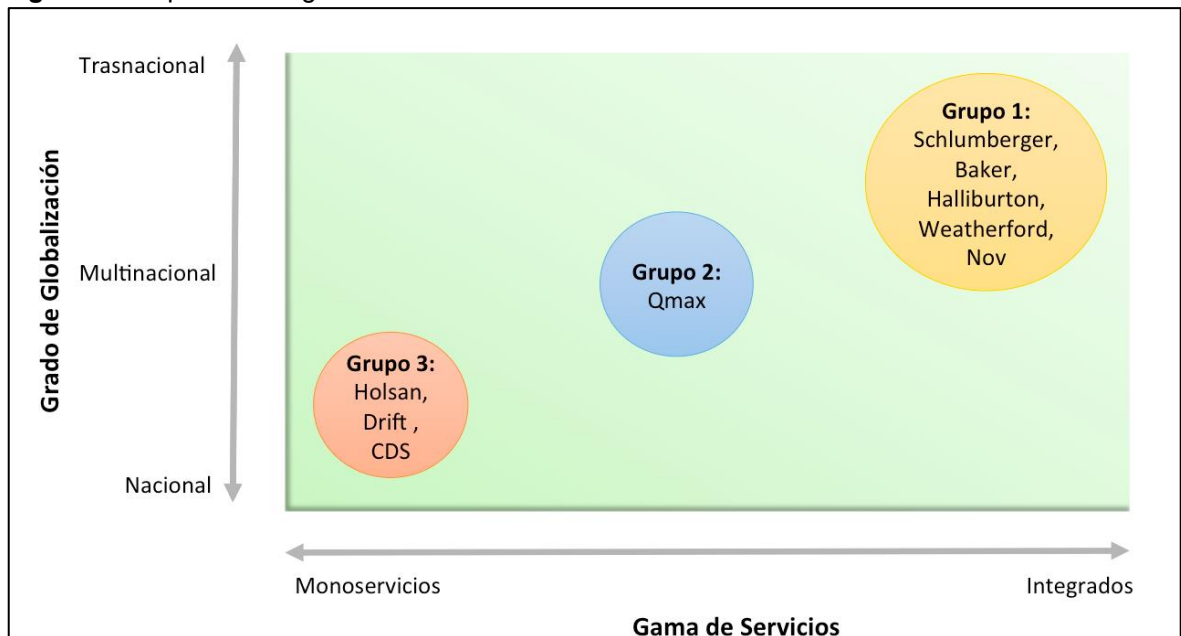 Trasnacional
Multinacional
Nacional
Grado de Globalización
Grupo 1:
Schlumberger,
Baker,
Halliburton,
Weatherford,
Nov
Grupo 2:
Qmax
Grupo 3:
Holsan,
Drift ,
CDS
Monoservicios
Integrados
Gama de Servicios